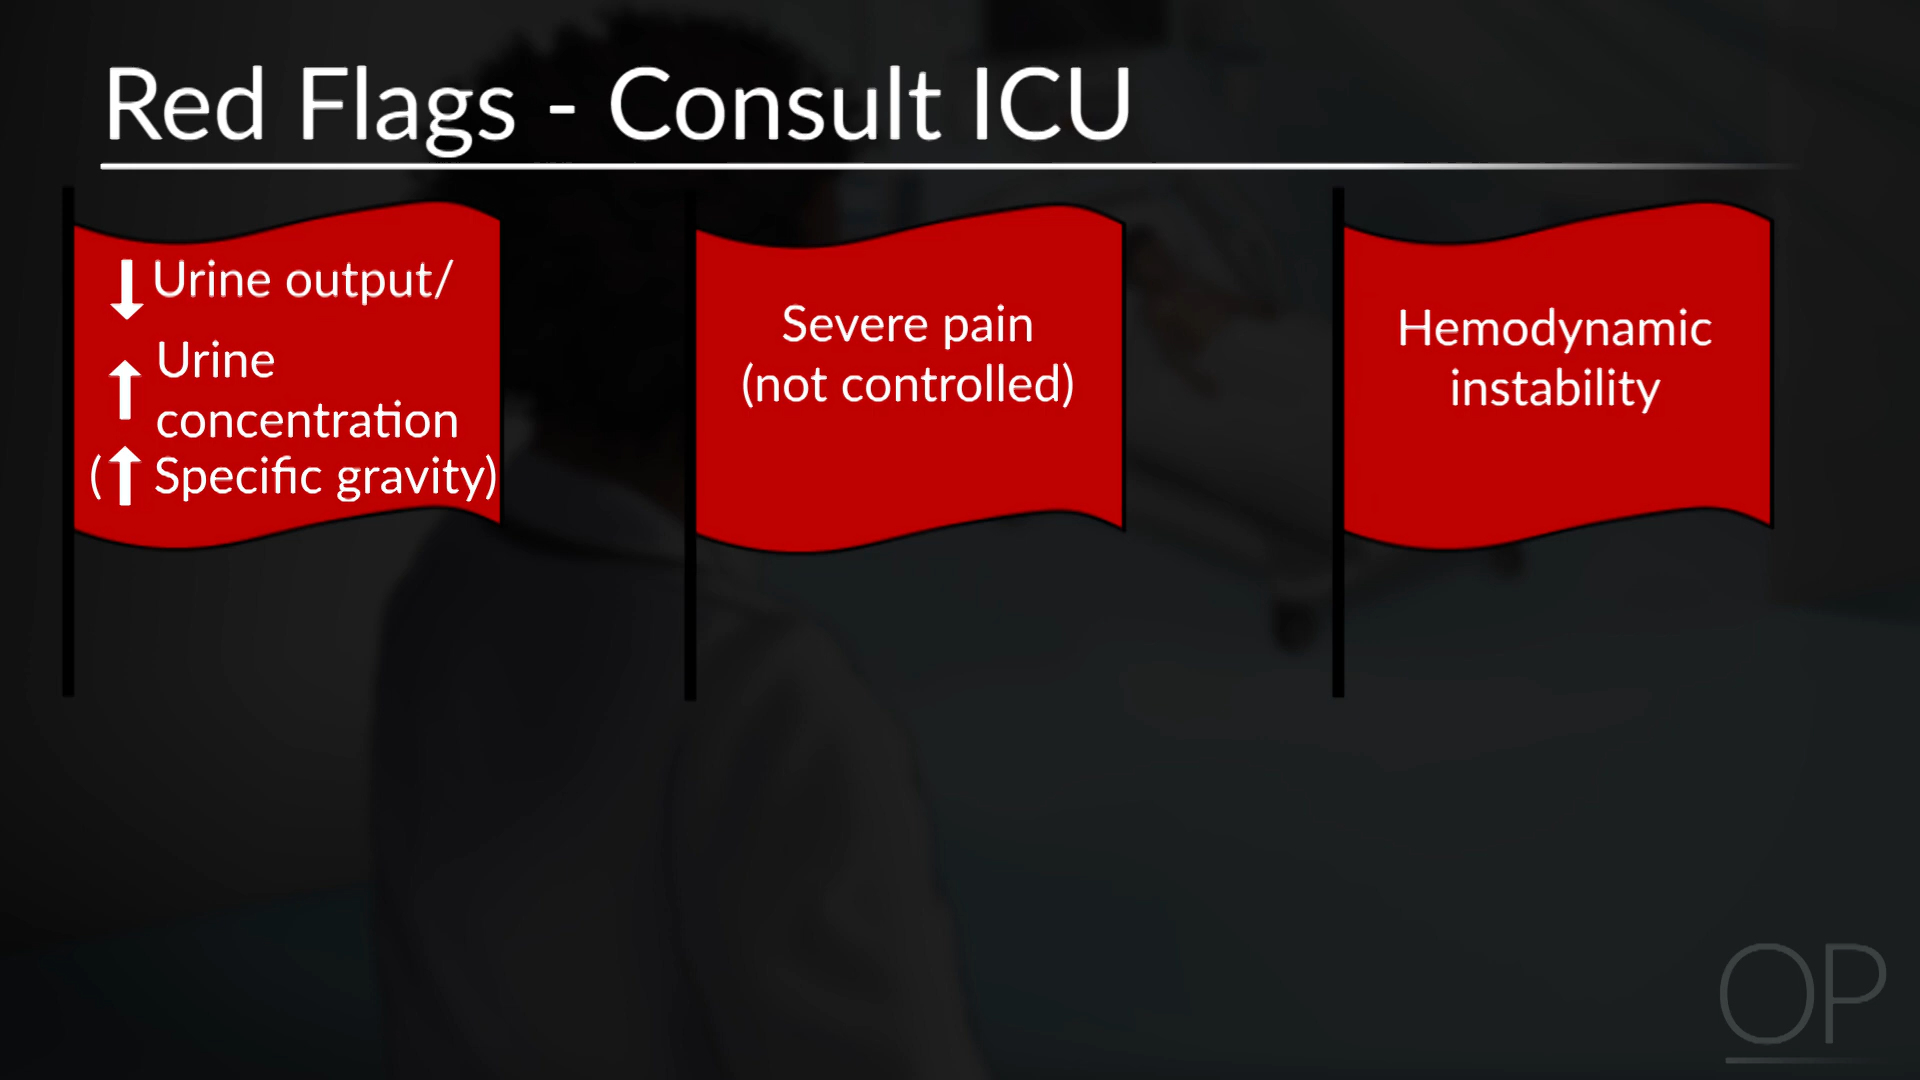 Red Flags - Consult ICU
↓ Urine output/
↑ Urine
concentration
(↑ Specific gravity)
Severe pain
(not controlled)
Hemodynamic
instability
OP